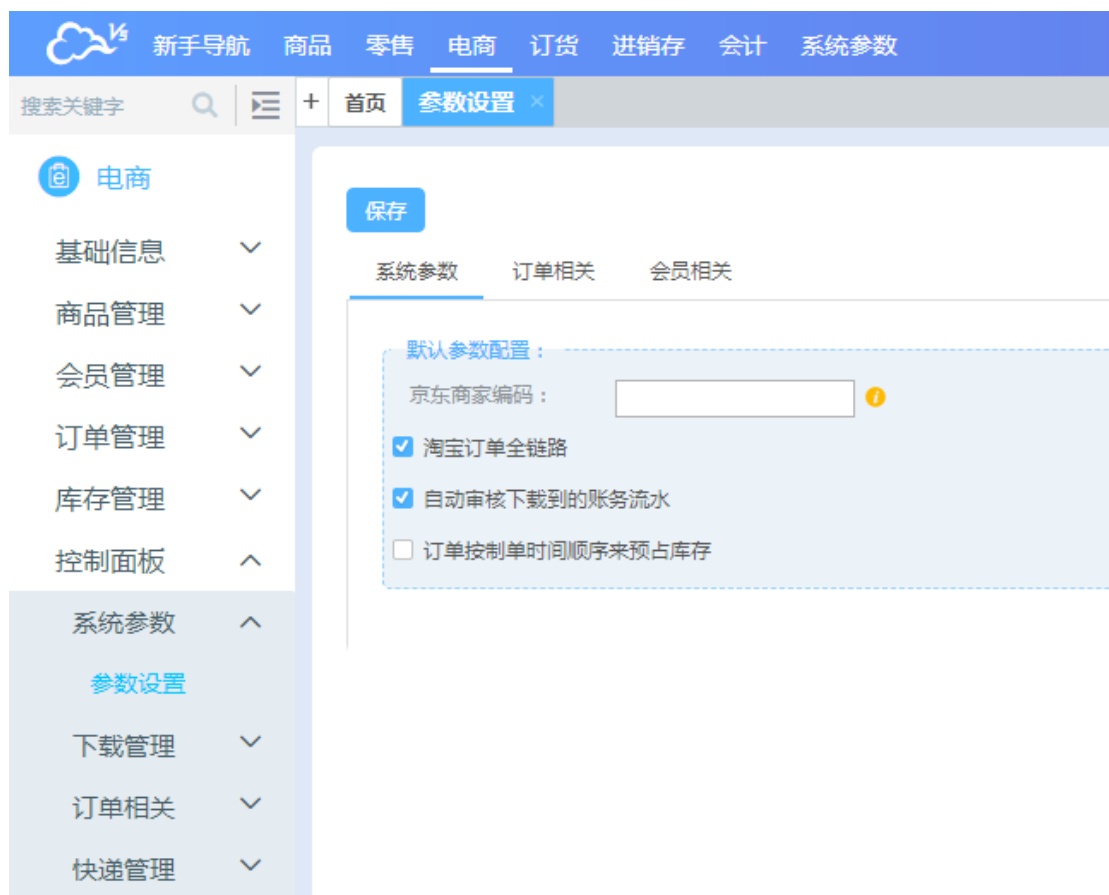 V5 新手导航 商品 零售 电商 订货 进销存 会计 系统参数
搜索关键字 + 首页 参数设置 ×
电商
保存
基础信息
系统参数 订单相关 会员相关
商品管理
默认参数配置：
会员管理
京东商家编码：
订单管理
淘宝订单全链路
库存管理
自动审核下载到的账务流水
控制面板
订单按制单时间顺序来预占库存
系统参数
参数设置
下载管理
订单相关
快递管理